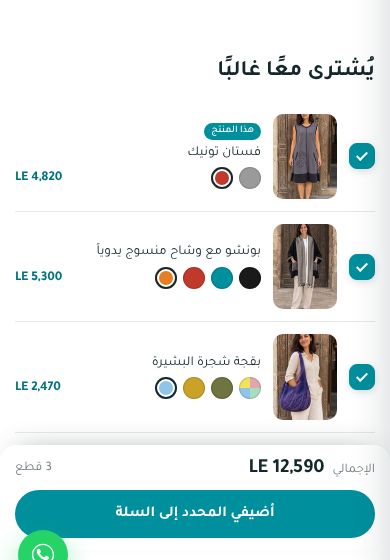 يُشترى معًا غالبًا
هذا المنتج
فستان تونيك
LE 4,820
بونشو مع وشاح منسوج يدوياً
LE 5,300
بقجة شجرة البشيرة
LE 2,470
الإجمالي LE 12,590
3 قطع
أضيفي المحدد إلى السلة